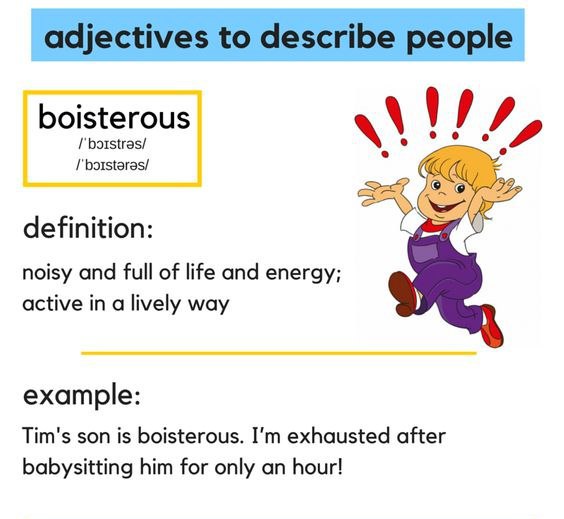 adjectives to describe people
boisterous
/ˈbɔɪstrəs/
/ˈbɔɪstərəs/
definition:
noisy and full of life and energy;
active in a lively way
example:
Tim's son is boisterous. I'm exhausted after
babysitting him for only an hour!